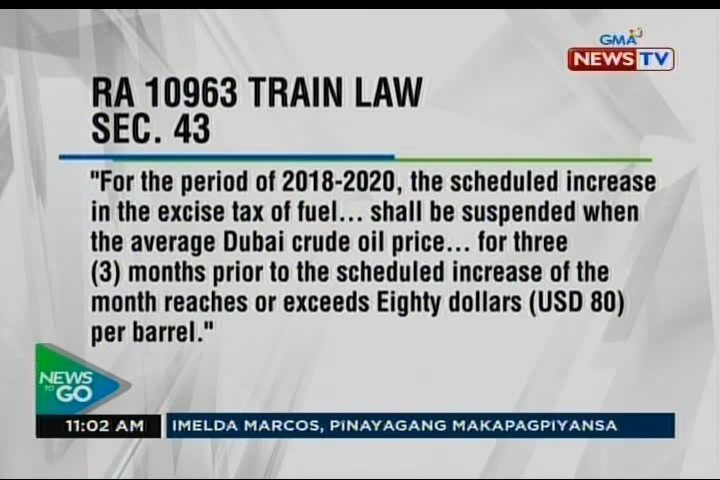 GMA
NEWS TV
RA 10963 TRAIN LAW
SEC. 43
"For the period of 2018-2020, the scheduled increase
in the excise tax of fuel... shall be suspended when
the average Dubai crude oil price... for three
(3) months prior to the scheduled increase of the
month reaches or exceeds Eighty dollars (USD 80)
per barrel."
NEWS
TO
GO
11:02 AM
IMELDA MARCOS, PINAYAGANG MAKAPAGPIYANSA